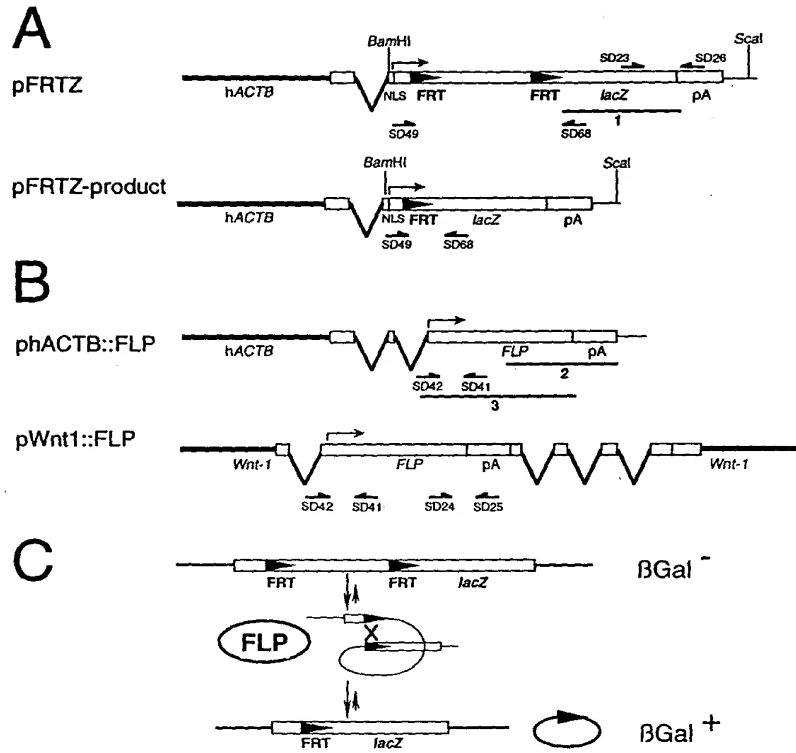 A
pFRTZ
BamHI
ScaI
SD23
SD26
hACTB
NLS
FRT
FRT
lacZ
pA
1
SD49
SD68
pFRTZ-product
BamHI
ScaI
hACTB
NLS
FRT
lacZ
pA
SD49
SD68
B
phACTB::FLP
hACTB
FLP
pA
2
SD42
SD41
3
pWnt1::FLP
Wnt-1
FLP
pA
Wnt-1
SD42
SD41
SD24
SD25
C
FRT
FRT
lacZ
βGal -
FLP
X
FRT
lacZ
βGal +